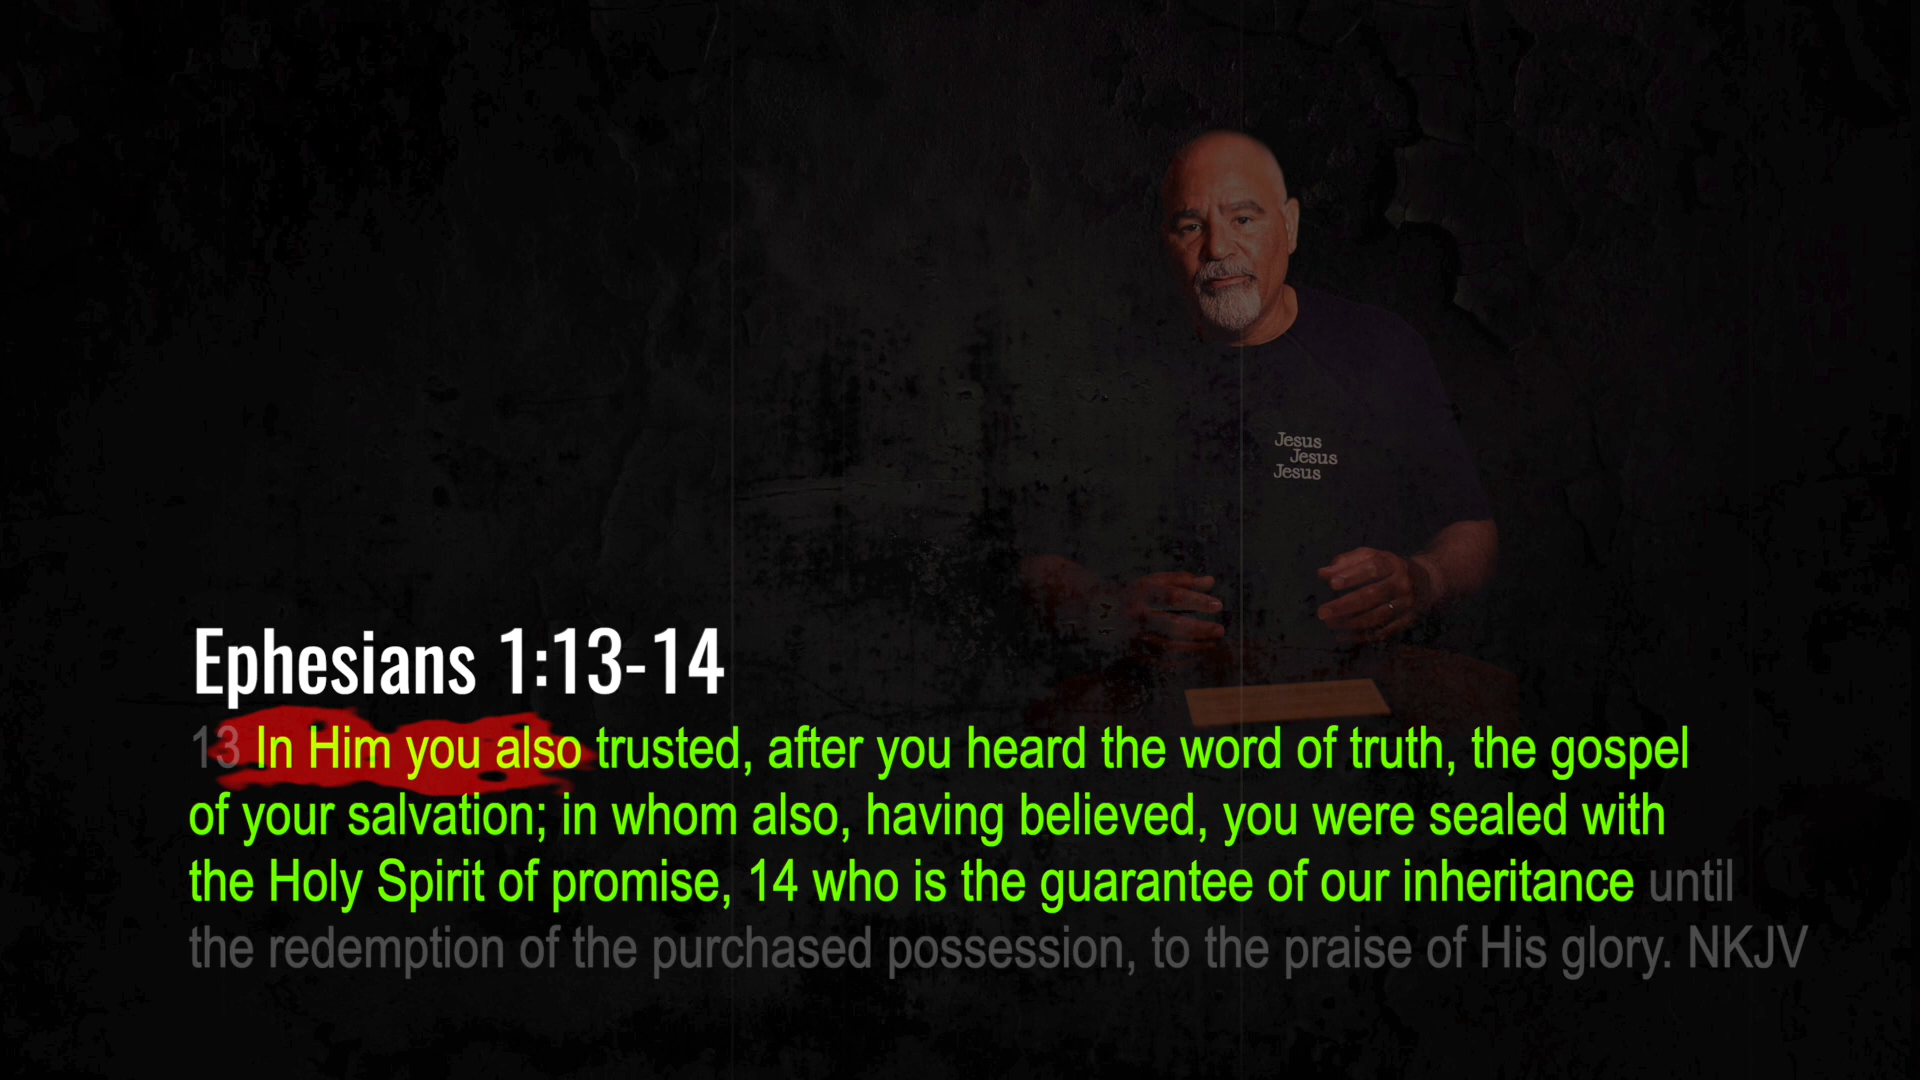 Jesus
Jesus
Jesus
Ephesians 1:13-14
13 In Him you also trusted, after you heard the word of truth, the gospel
of your salvation; in whom also, having believed, you were sealed with
the Holy Spirit of promise, 14 who is the guarantee of our inheritance until
the redemption of the purchased possession, to the praise of His glory. NKJV